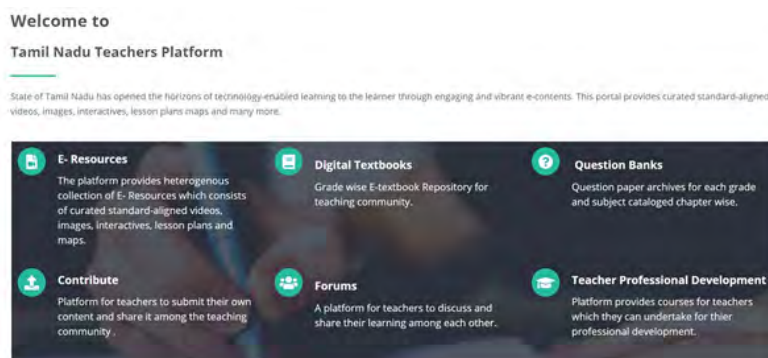 Welcome to
Tamil Nadu Teachers Platform
State of Tamil Nadu has opened the horizons of technology-enabled learning to the learner through engaging and vibrant e-contents. This portal provides curated standard-aligned
videos, images, interactives, lesson plans maps and many more.
E- Resources
The platform provides heterogenous
collection of E- Resources which consists
of curated standard-aligned videos,
images, interactives, lesson plans and
maps.
Digital Textbooks
Grade wise E-textbook Repository for
teaching community.
Question Banks
Question paper archives for each grade
and subject cataloged chapter wise.
Contribute
Platform for teachers to submit their own
content and share it among the teaching
community .
Forums
A platform for teachers to discuss and
share their learning among each other.
Teacher Professional Development
Platform provides courses for teachers
which they can undertake for thier
professional development.